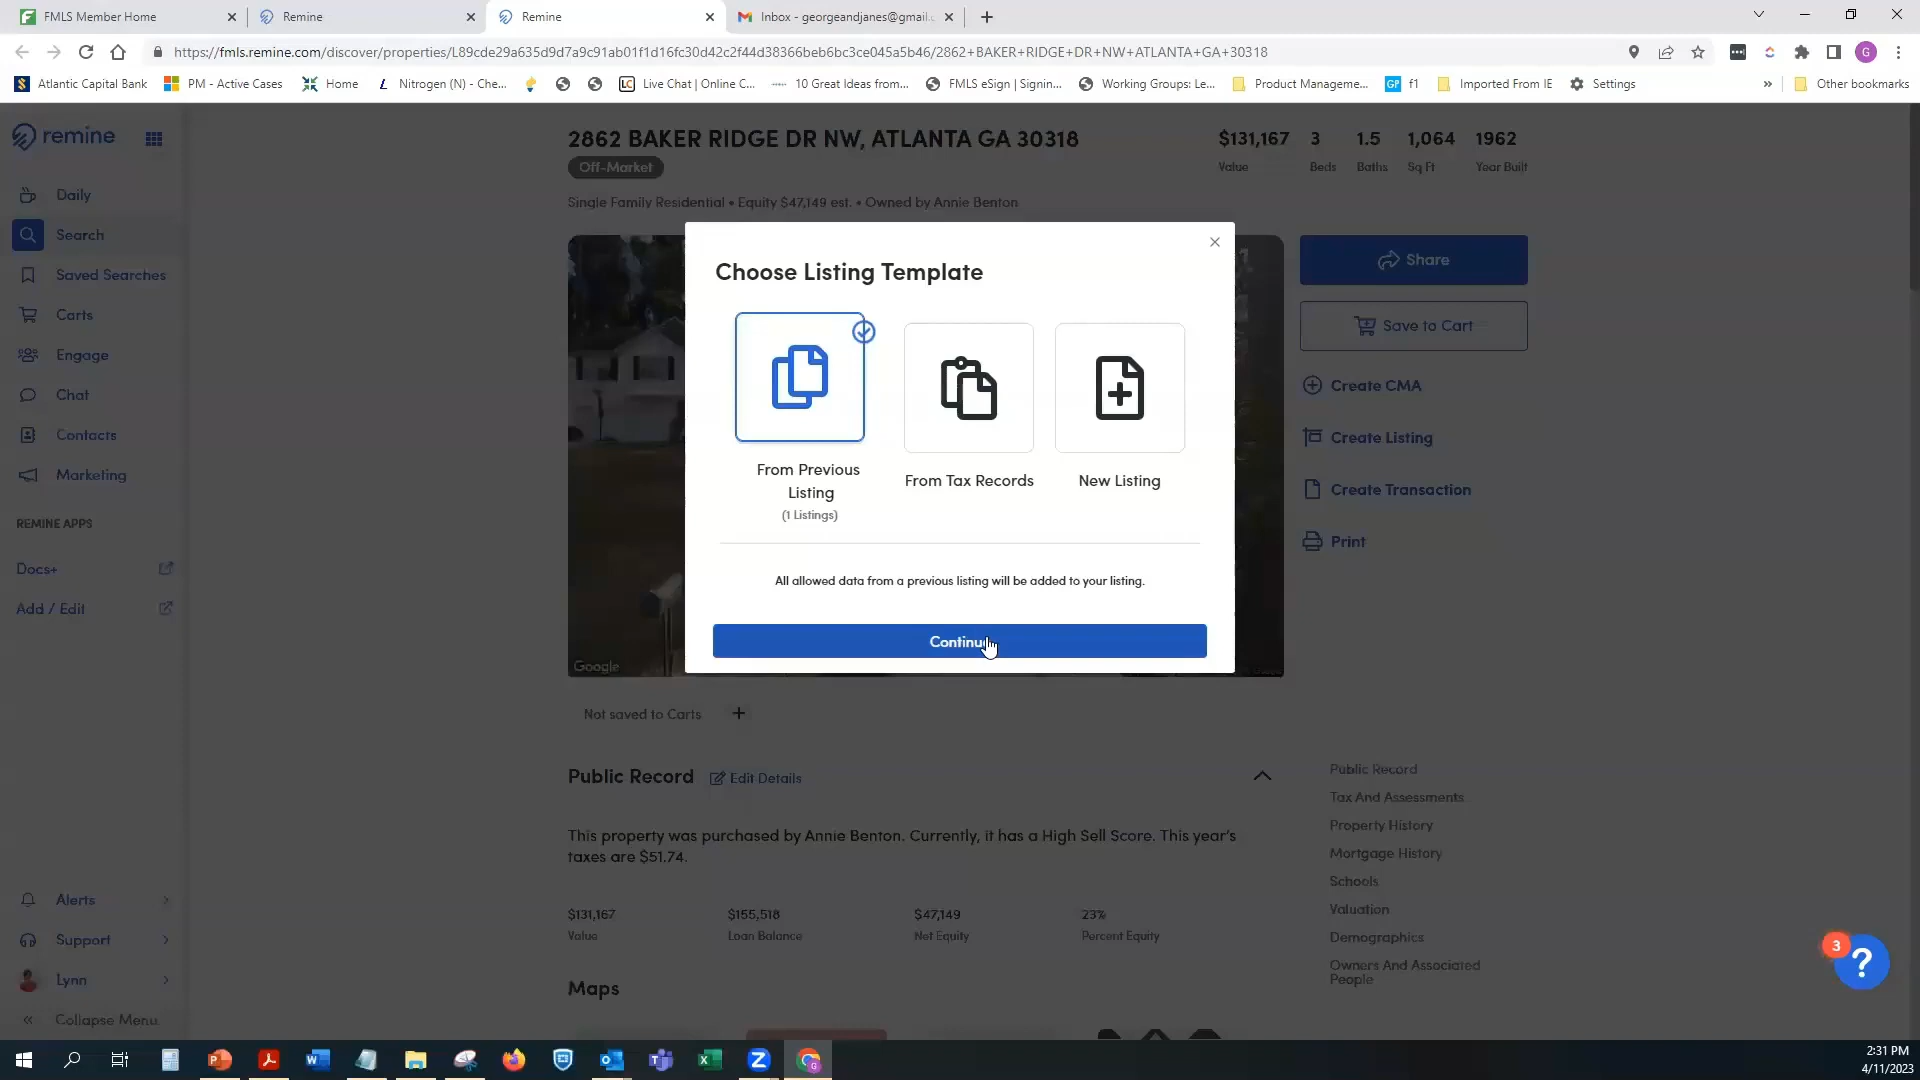 FMLS Member Home
Remine
Remine
Inbox - georgeandjanes@gmail.
https://fmls.remine.com/discover/properties/L89cde29a635d9d7a9c91ab01f1d16fc30d42c2f44d38366beb6bc3ce045a5b46/2862+BAKER+RIDGE+DR+NW+ATLANTA+GA+30318
G
Atlantic Capital Bank
PM - Active Cases
Home
Nitrogen (N) - Che...
LC Live Chat | Online C...
10 Great Ideas from...
FMLS eSign | Signin...
Working Groups: Le...
Product Manageme...
GP f1
Imported From IE
Settings
»
Other bookmarks
remine
Daily
Search
Saved Searches
Carts
Engage
Chat
Contacts
Marketing
REMINE APPS
Docs+
Add / Edit
Alerts
Support
Lynn
Collapse Menu
2862 BAKER RIDGE DR NW, ATLANTA GA 30318
Off-Market
Single Family Residential • Equity $47,149 est. • Owned by Annie Benton
$131,167 3 1.5 1,064 1962
Value Beds Baths Sq Ft Year Built
Choose Listing Template
From Previous
Listing
(1 Listings)
From Tax Records
New Listing
All allowed data from a previous listing will be added to your listing.
Continue
Google
Share
Save to Cart
Create CMA
Create Listing
Create Transaction
Print
Not saved to Carts +
Public Record
Edit Details
This property was purchased by Annie Benton. Currently, it has a High Sell Score. This year's
taxes are $51.74.
$131,167 $155,518 $47,149 23%
Value Loan Balance Net Equity Percent Equity
Maps
Public Record
Tax And Assessments
Property History
Mortgage History
Schools
Valuation
Demographics
Owners And Associated
People
3
?
2:31 PM
4/11/2023